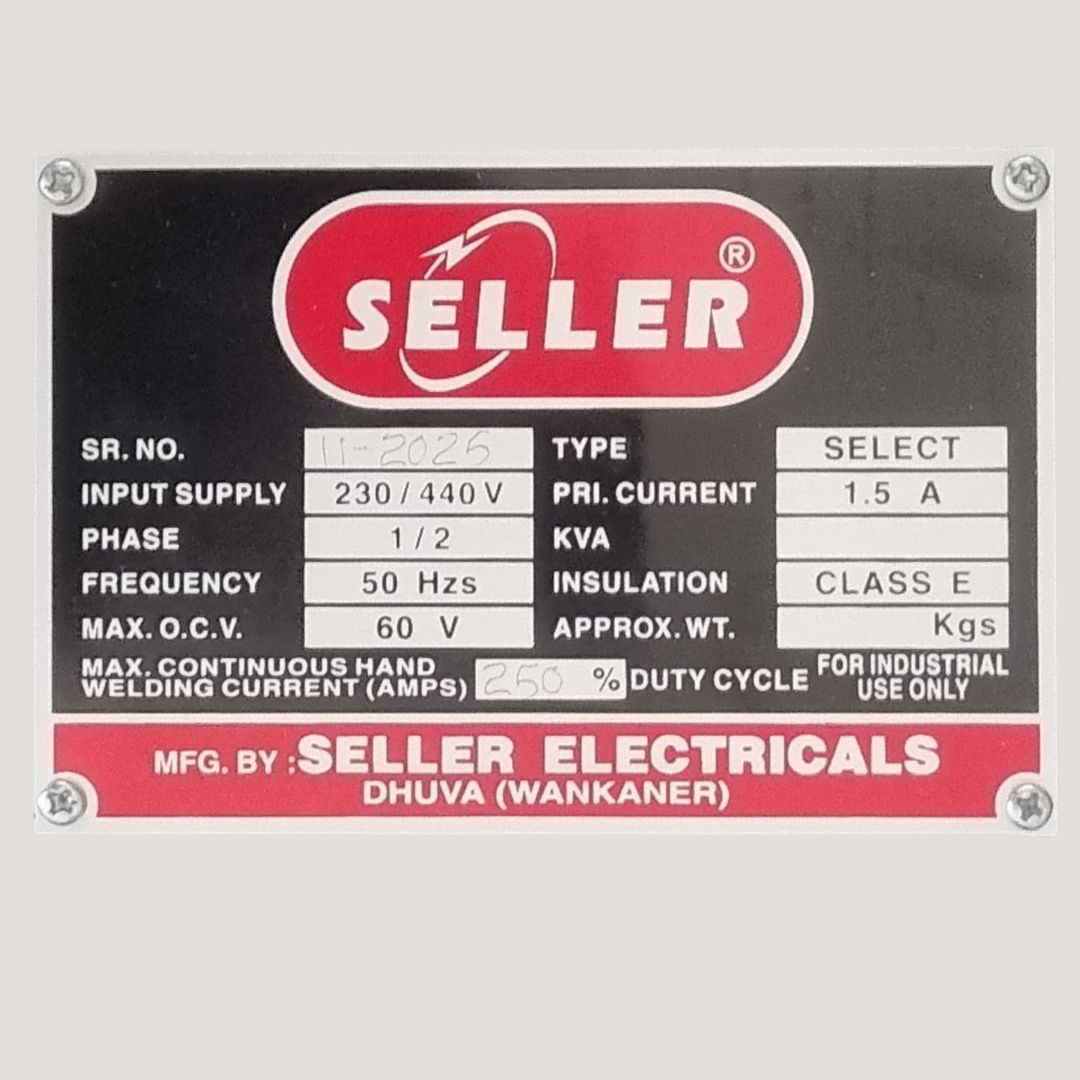 SELLER ®
SR. NO. 11-2025 TYPE SELECT
INPUT SUPPLY 230 / 440 V PRI. CURRENT 1.5 A
PHASE 1 / 2 KVA
FREQUENCY 50 Hzs INSULATION CLASS E
MAX. O.C.V. 60 V APPROX. WT. Kgs
MAX. CONTINUOUS HAND
WELDING CURRENT (AMPS) 250 % DUTY CYCLE
FOR INDUSTRIAL
USE ONLY
MFG. BY : SELLER ELECTRICALS
DHUVA (WANKANER)